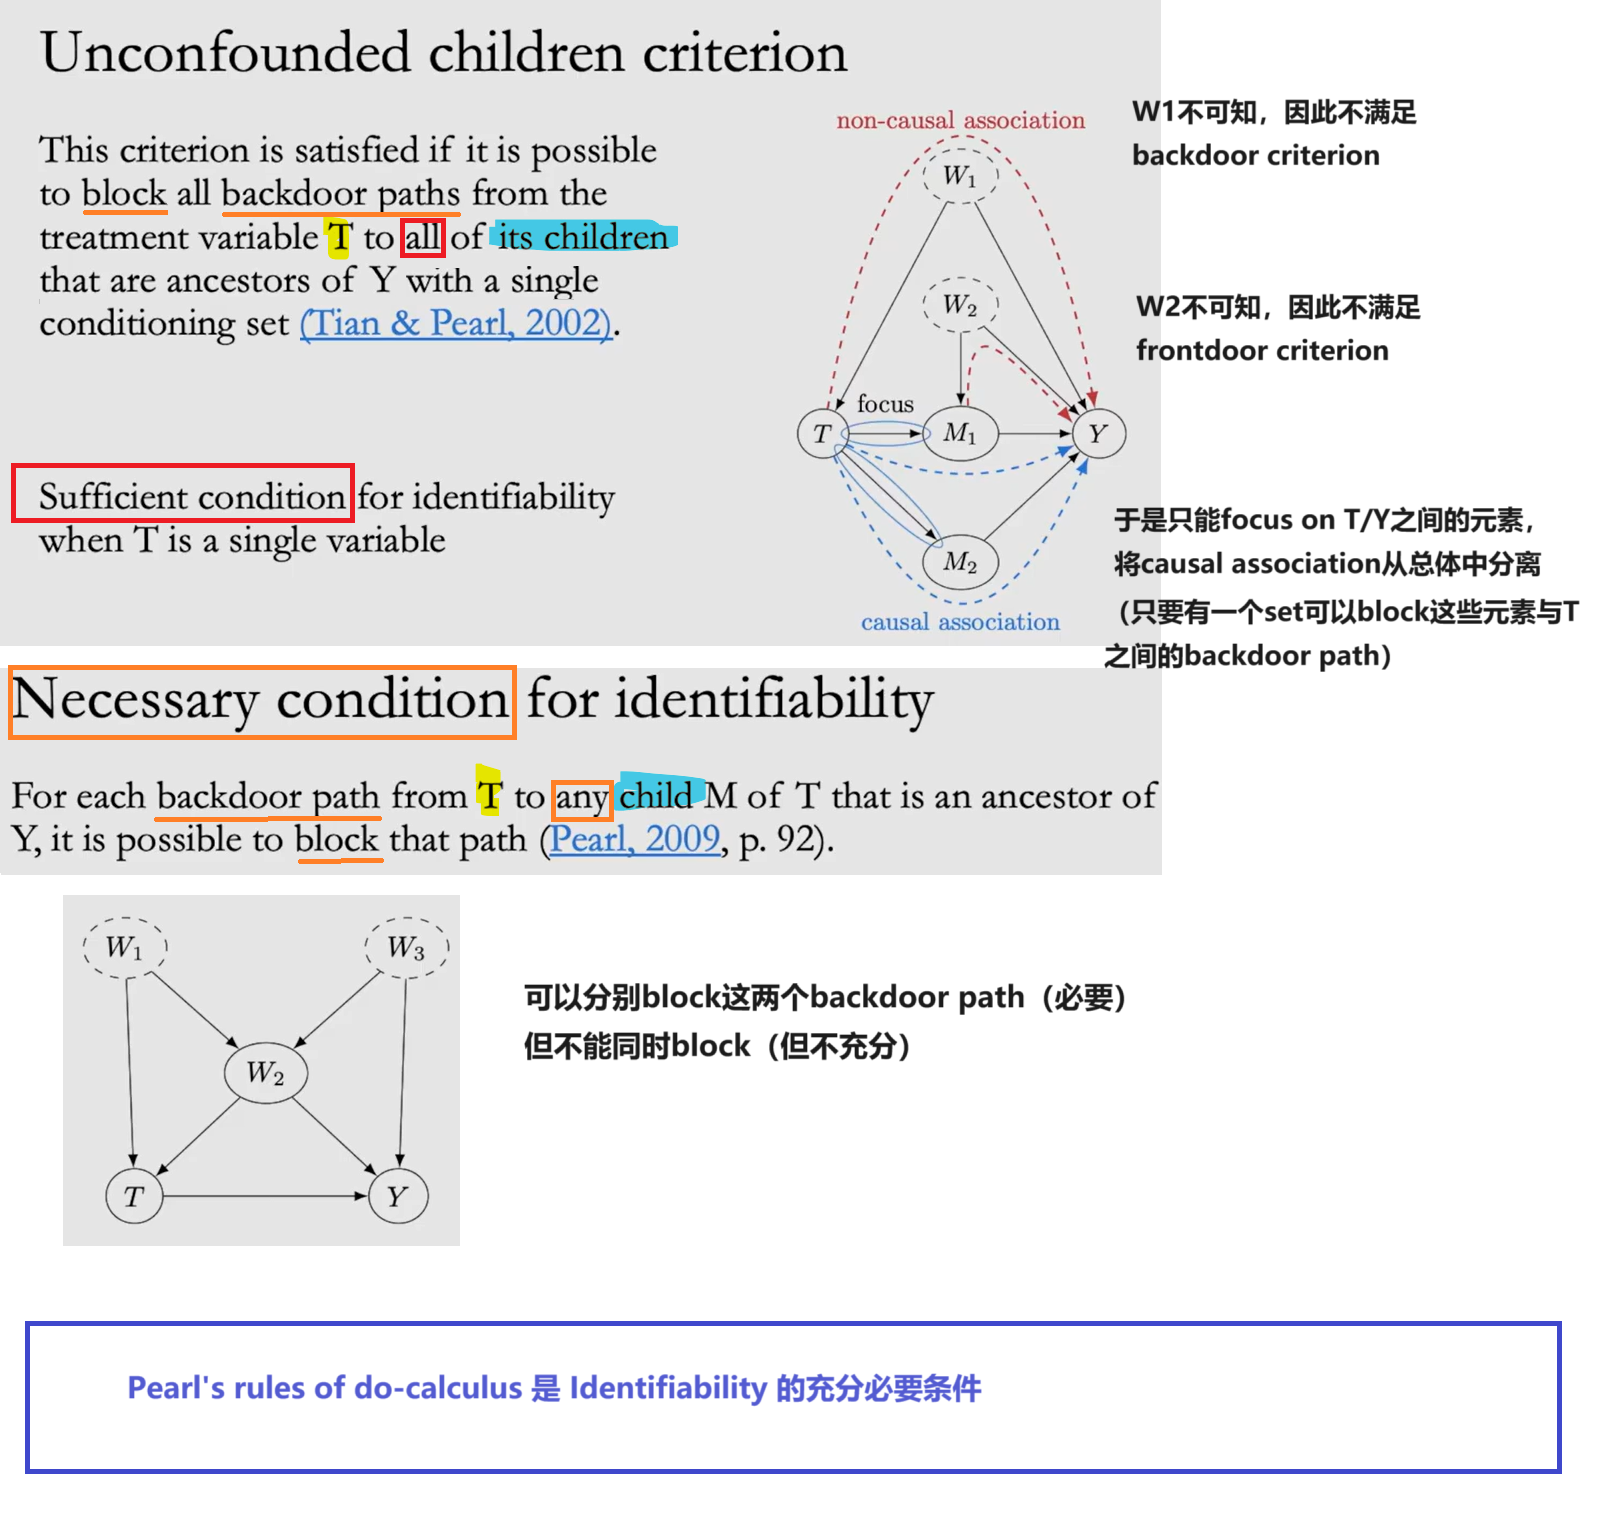 Unconfounded children criterion
This criterion is satisfied if it is possible
to block all backdoor paths from the
treatment variable T to all of its children
that are ancestors of Y with a single
conditioning set (Tian & Pearl, 2002).
Sufficient condition for identifiability
when T is a single variable
non-causal association
W1
W2
focus
T
M1
Y
M2
causal association
W1不可知，因此不满足
backdoor criterion
W2不可知，因此不满足
frontdoor criterion
于是只能focus on T/Y之间的元素，
将causal association从总体中分离
（只要有一个set可以block这些元素与T
之间的backdoor path）
Necessary condition for identifiability
For each backdoor path from T to any child M of T that is an ancestor of
Y, it is possible to block that path (Pearl, 2009, p. 92).
W1
W3
W2
T
Y
可以分别block这两个backdoor path（必要）
但不能同时block（但不充分）
Pearl's rules of do-calculus 是 Identifiability 的充分必要条件